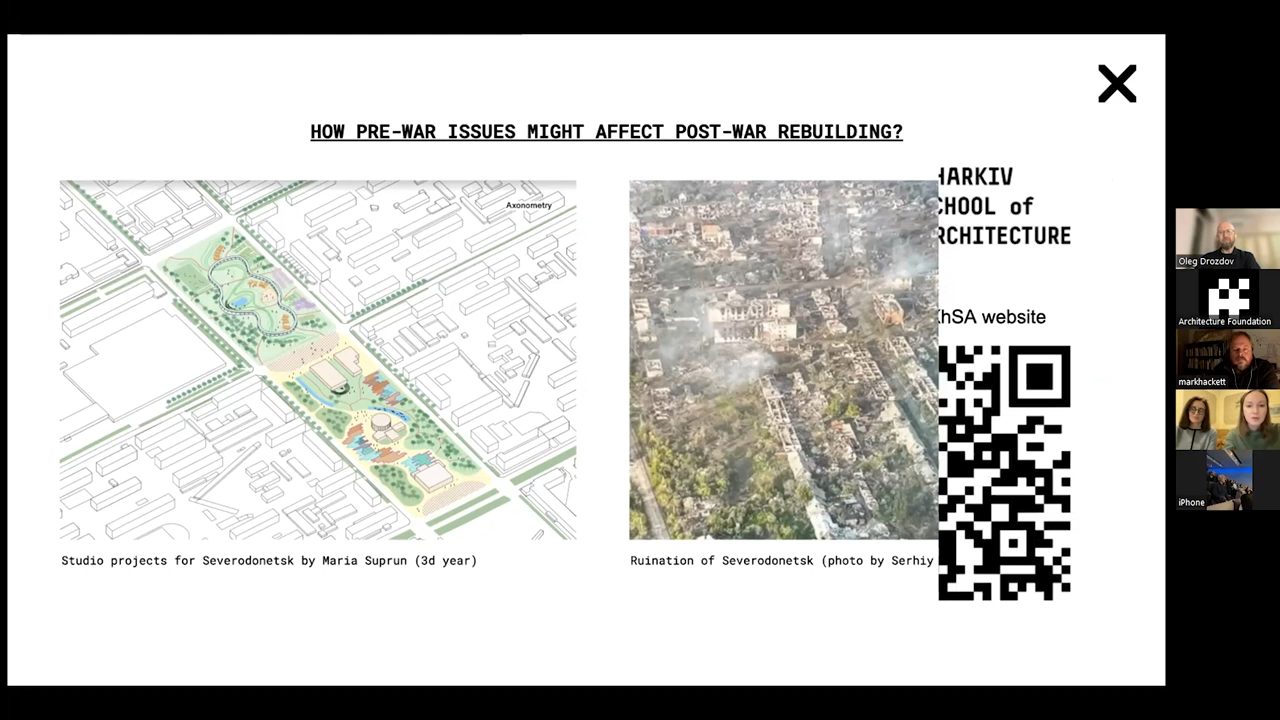 HOW PRE-WAR ISSUES MIGHT AFFECT POST-WAR REBUILDING?
Axonometry
HARKIV
CHOOL of
RCHITECTURE
KhSA website
Studio projects for Severodonetsk by Maria Suprun (3d year)
Ruination of Severodonetsk (photo by Serhiy
Oleg Drozdov
Architecture Foundation
markhackett
iPhone